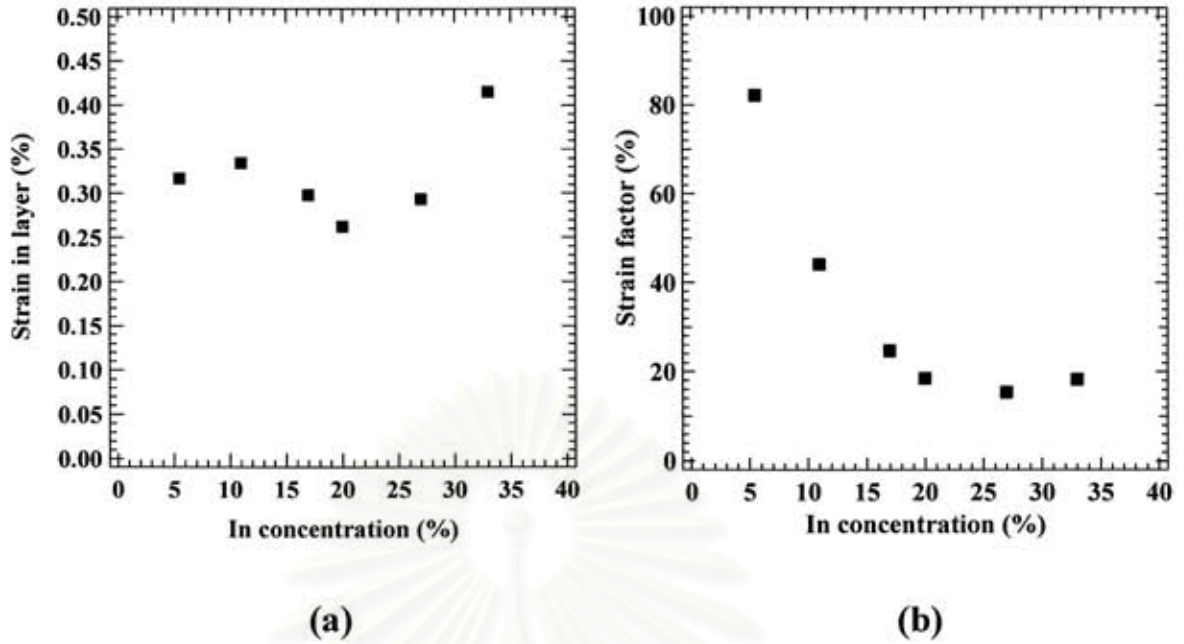 0.50
0.45
0.40
0.35
0.30
0.25
0.20
0.15
0.10
0.05
0.00
Strain in layer (%)
0 5 10 15 20 25 30 35 40
In concentration (%)
(a)
100
80
60
40
20
0
Strain factor (%)
0 5 10 15 20 25 30 35 40
In concentration (%)
(b)